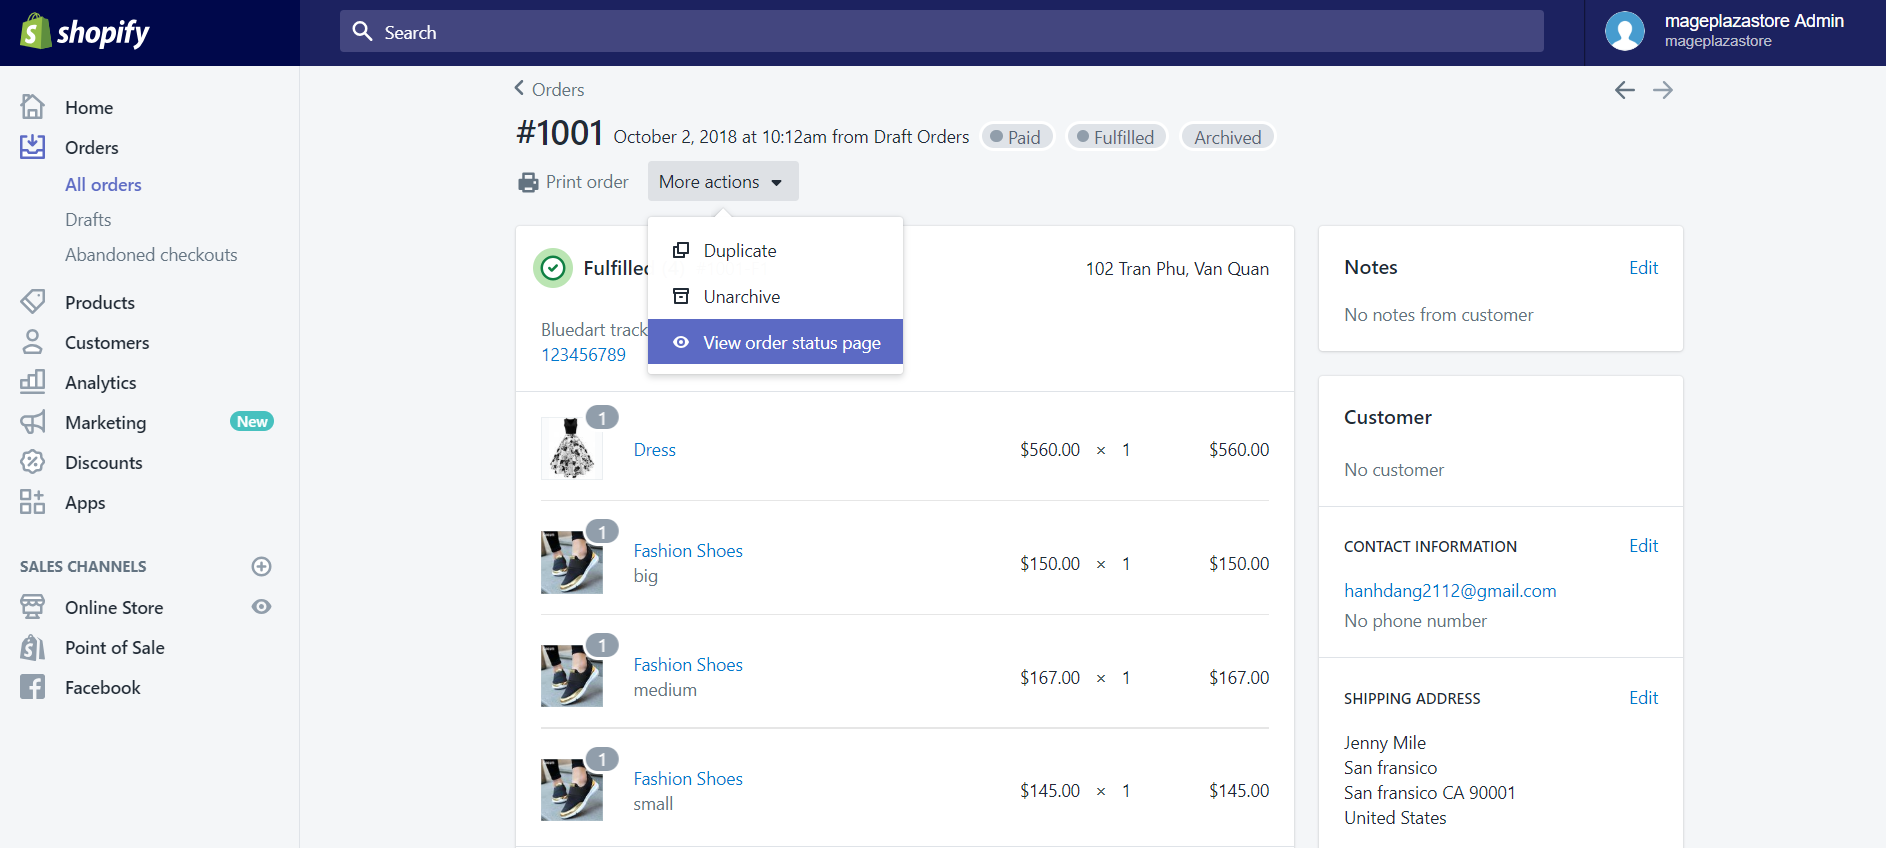 shopify
Search
mageplazastore Admin
mageplazastore
Home
Orders
All orders
Drafts
Abandoned checkouts
Products
Customers
Analytics
Marketing New
Discounts
Apps
SALES CHANNELS
Online Store
Point of Sale
Facebook
Orders
#1001 October 2, 2018 at 10:12am from Draft Orders Paid Fulfilled Archived
Print order More actions
Duplicate
Unarchive
View order status page
Fulfille
102 Tran Phu, Van Quan
Bluedart track
123456789
1
Dress $560.00 × 1 $560.00
1
Fashion Shoes
big
$150.00 × 1 $150.00
1
Fashion Shoes
medium
$167.00 × 1 $167.00
1
Fashion Shoes
small
$145.00 × 1 $145.00
Notes Edit
No notes from customer
Customer
No customer
CONTACT INFORMATION Edit
hanhdang2112@gmail.com
No phone number
SHIPPING ADDRESS Edit
Jenny Mile
San fransico
San fransico CA 90001
United States